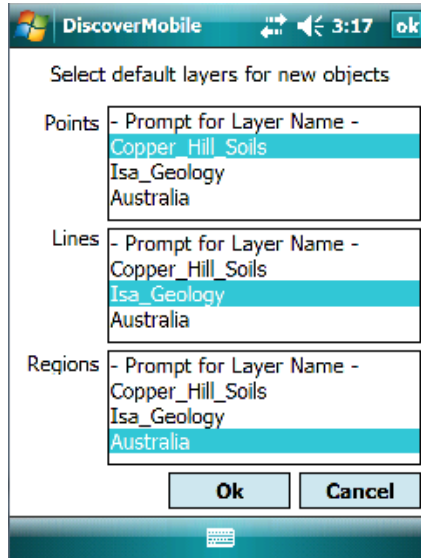 DiscoverMobile 3:17 ok
Select default layers for new objects
Points
- Prompt for Layer Name -
Copper_Hill_Soils
Isa_Geology
Australia
Lines
- Prompt for Layer Name -
Copper_Hill_Soils
Isa_Geology
Australia
Regions
- Prompt for Layer Name -
Copper_Hill_Soils
Isa_Geology
Australia
Ok Cancel